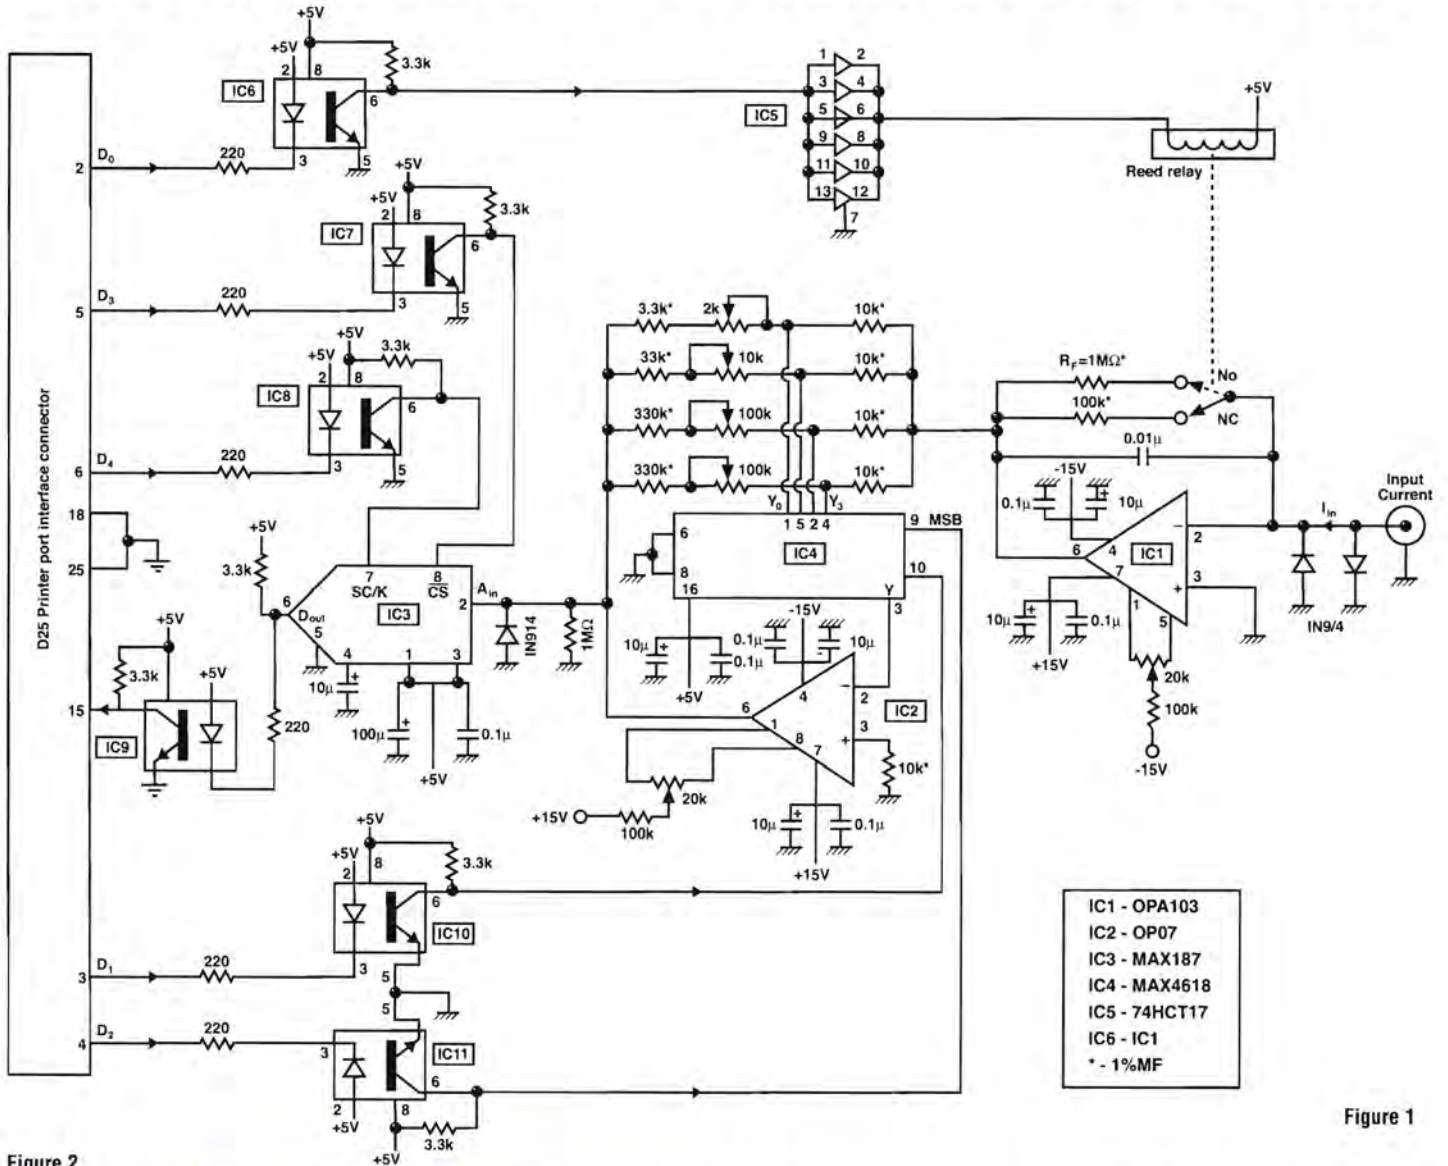 +5V
+5V
3.3k
2
8
IC6
6
D0
220
3
5
2
+5V
+5V
3.3k
2
8
IC7
6
D3
220
3
5
5
+5V
3.3k
+5V
2
8
IC8
6
D4
220
3
5
6
18
25
D25 Printer port interface connector
1 2
3 4
IC5
5 6
9 8
11 10
13 12
7
+5V
Reed relay
3.3k*
2k
10k*
33k*
10k
10k*
330k*
100k
10k*
330k*
100k
10k*
Y0
1 5 2 4
Y3
RF=1MΩ*
No
100k*
NC
0.01µ
-15V
0.1µ
+
10µ
Input
Current
Iin
−
2
6
4
IC1
7
+
3
1
5
10µ
+
0.1µ
+15V
IN9/4
20k
100k
-15V
6
8
16
IC4
9
MSB
10
Y
3
10µ
+
0.1µ
+5V
-15V
0.1µ
10µ
−
2
4
6
IC2
1
8
7
+
3
10k*
20k
+15V
100k
10µ
+
0.1µ
+15V
+5V
3.3k
6
Dout
5
7
SC/K
8
CS
IC3
Ain
2
4
1
3
10µ
+
IN914
1MΩ
100µ
+
0.1µ
+5V
+5V
3.3k
+5V
15
IC9
220
+5V
+5V
3.3k
2
8
6
IC10
D1
220
3
3
5
5
D2
220
4
3
IC11
6
2
8
+5V
3.3k
+5V
IC1 - OPA103
IC2 - OP07
IC3 - MAX187
IC4 - MAX4618
IC5 - 74HCT17
IC6 - IC1
* - 1%MF
Figure 1
Figure 2